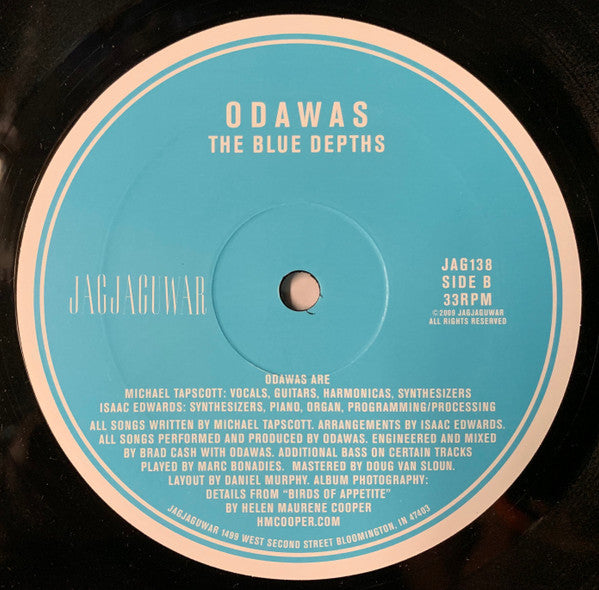 ODAWAS
THE BLUE DEPTHS
JAGJAGUWAR
JAG138
SIDE B
33RPM
©2009 JAGJAGUWAR
ALL RIGHTS RESERVED
ODAWAS ARE
MICHAEL TAPSCOTT: VOCALS, GUITARS, HARMONICAS, SYNTHESIZERS
ISAAC EDWARDS: SYNTHESIZERS, PIANO, ORGAN, PROGRAMMING/PROCESSING
ALL SONGS WRITTEN BY MICHAEL TAPSCOTT. ARRANGEMENTS BY ISAAC EDWARDS.
ALL SONGS PERFORMED AND PRODUCED BY ODAWAS. ENGINEERED AND MIXED
BY BRAD CASH WITH ODAWAS. ADDITIONAL BASS ON CERTAIN TRACKS
PLAYED BY MARC BONADIES. MASTERED BY DOUG VAN SLOUN.
LAYOUT BY DANIEL MURPHY. ALBUM PHOTOGRAPHY:
DETAILS FROM "BIRDS OF APPETITE"
BY HELEN MAURENE COOPER
HMCOOPER.COM
JAGJAGUWAR 1499 WEST SECOND STREET BLOOMINGTON, IN 47403